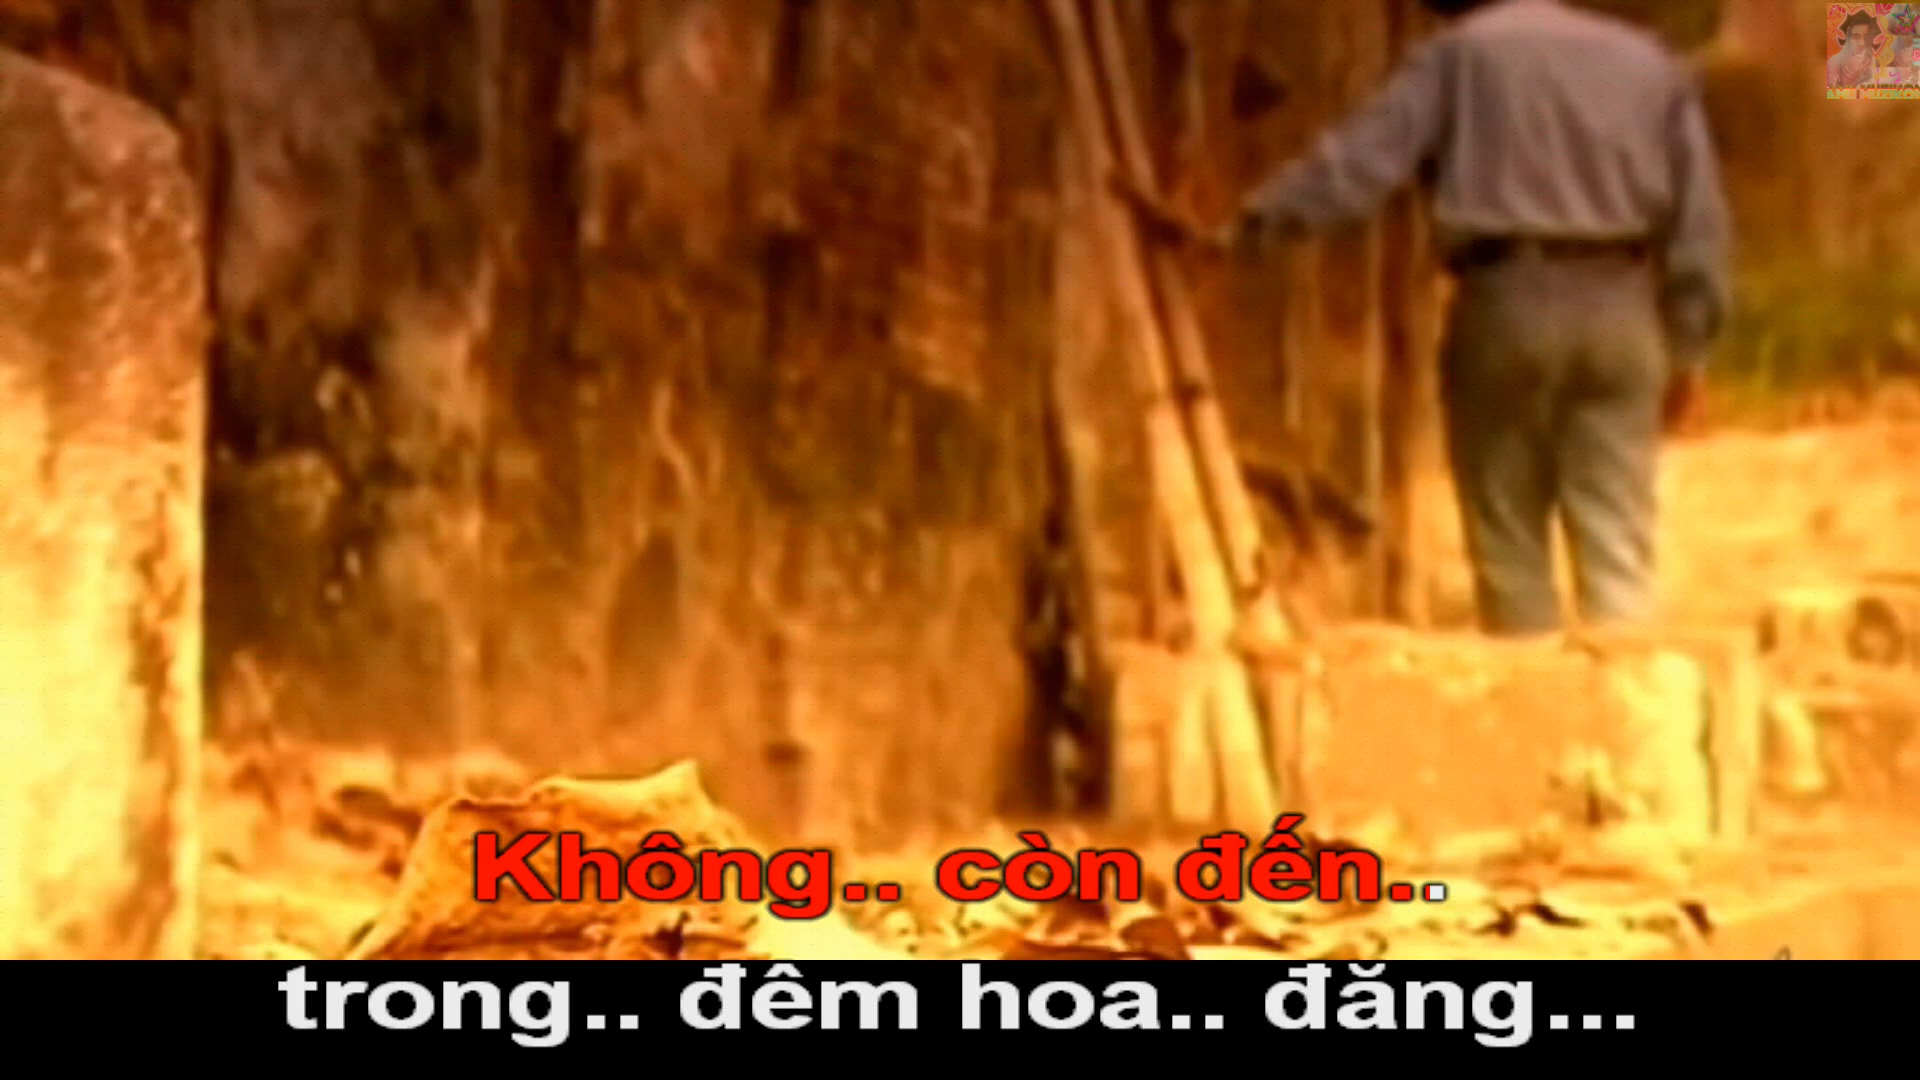 Không.. còn đến..
trong.. đêm hoa.. đăng...